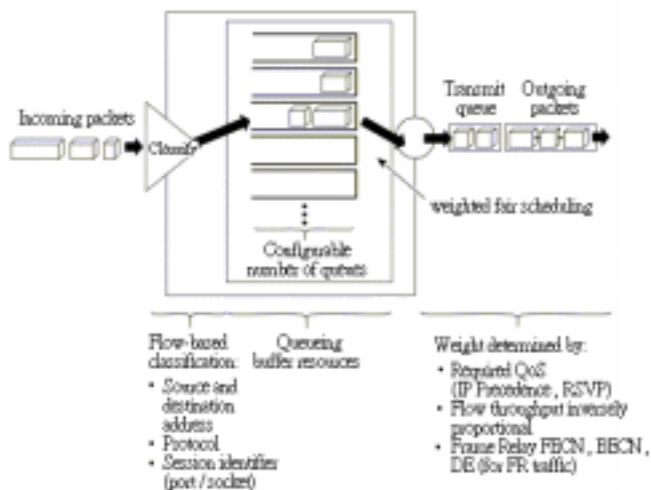 Transmit
queue
Outgoing
packets
Incoming packets
Classify
weighted fair scheduling
Configurable
number of queues
Flow-based
classification:
• Source and
destination
address
• Protocol
• Session identifier
(port / socket)
Queueing
buffer resources
Weight determined by:
• Required QoS
(IP Precedence , RSVP)
• Flow throughput inversely
proportional
• Frame Relay FECN , BECN ,
DE (for FR traffic)